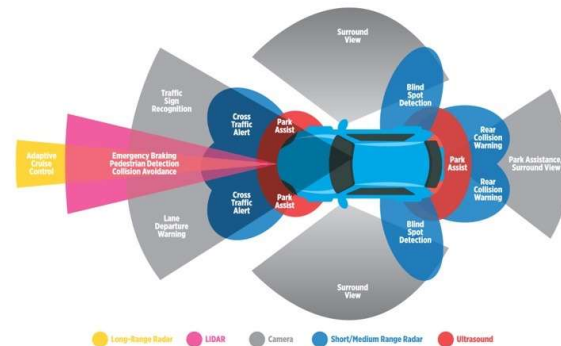 Surround
View
Traffic
Sign
Recognition
Blind
Spot
Detection
Cross
Traffic
Alert
Park
Assist
Rear
Collision
Warning
Adaptive
Cruise
Control
Emergency Braking
Pedestrian Detection
Collision Avoidance
Park
Assist
Park Assistance,
Surround View
Cross
Traffic
Alert
Park
Assist
Rear
Collision
Warning
Lane
Departure
Warning
Blind
Spot
Detection
Surround
View
Long-Range Radar
LIDAR
Camera
Short/Medium Range Radar
Ultrasound